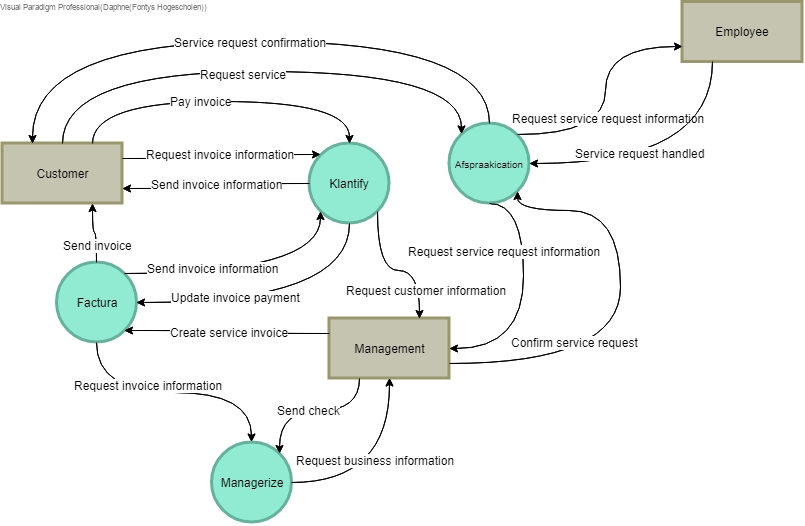 Visual Paradigm Professional(Daphne(Fontys Hogescholen))
Employee
Service request confirmation
Request service
Pay invoice
Request service request information
Request invoice information
Service request handled
Afspraakication
Customer
Klantify
Send invoice information
Send invoice
Request service request information
Send invoice information
Request customer information
Update invoice payment
Factura
Create service invoice
Confirm service request
Management
Request invoice information
Send check
Request business information
Managerize